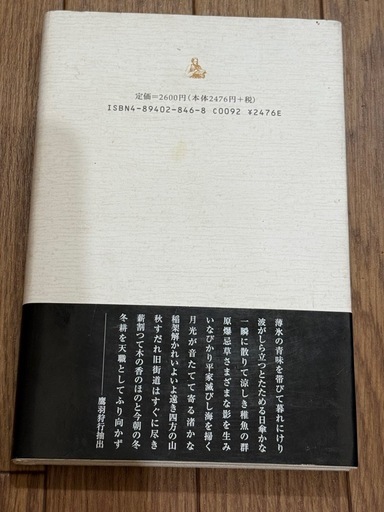 定価=2600円(本体2476円+税)
ISBN4-89402-846-8 C0092 ¥2476E
薄氷の青味を帯びて暮れにけり
波がしら立つとたためる日傘かな
一瞬に散りて涼しき稚魚の群
原爆忌草さまざまな影を生み
いなびかり平家滅びし海を掃く
月光が音たてて寄る渚かな
稲架解かれいよいよ遠き四方の山
秋すだれ旧街道はすぐに尽き
薪割つて木の香のほのと今朝の冬
冬耕を天職としてふり向かず
──鷹羽狩行抽出